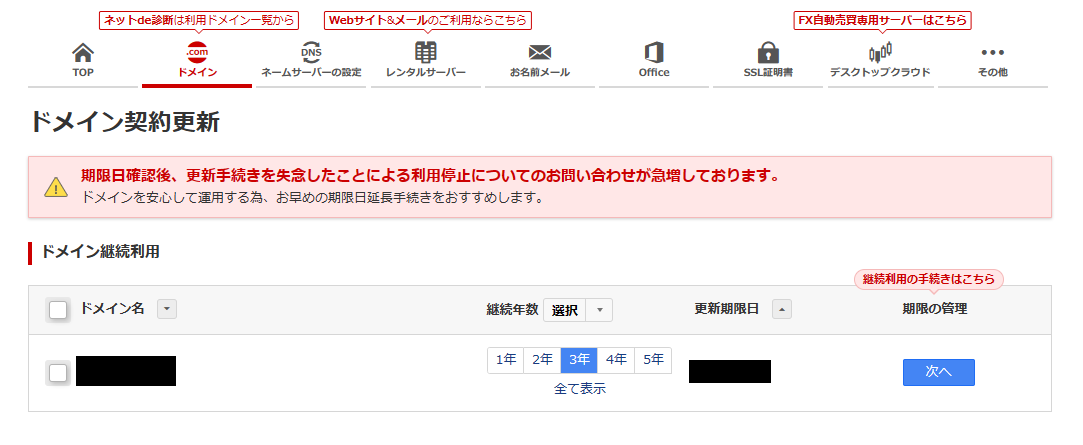 ネットde診断は利用ドメイン一覧から
Webサイト&メールのご利用ならこちら
FX自動売買専用サーバーはこちら
.com
DNS
TOP
ドメイン
ネームサーバーの設定
レンタルサーバー
お名前メール
Office
SSL証明書
デスクトップクラウド
その他
ドメイン契約更新
期限日確認後、更新手続きを失念したことによる利用停止についてのお問い合わせが急増しております。
ドメインを安心して運用する為、お早めの期限日延長手続きをおすすめします。
ドメイン継続利用
継続利用の手続きはこちら
ドメイン名
継続年数 選択
更新期限日
期限の管理
1年 2年 3年 4年 5年
次へ
全て表示